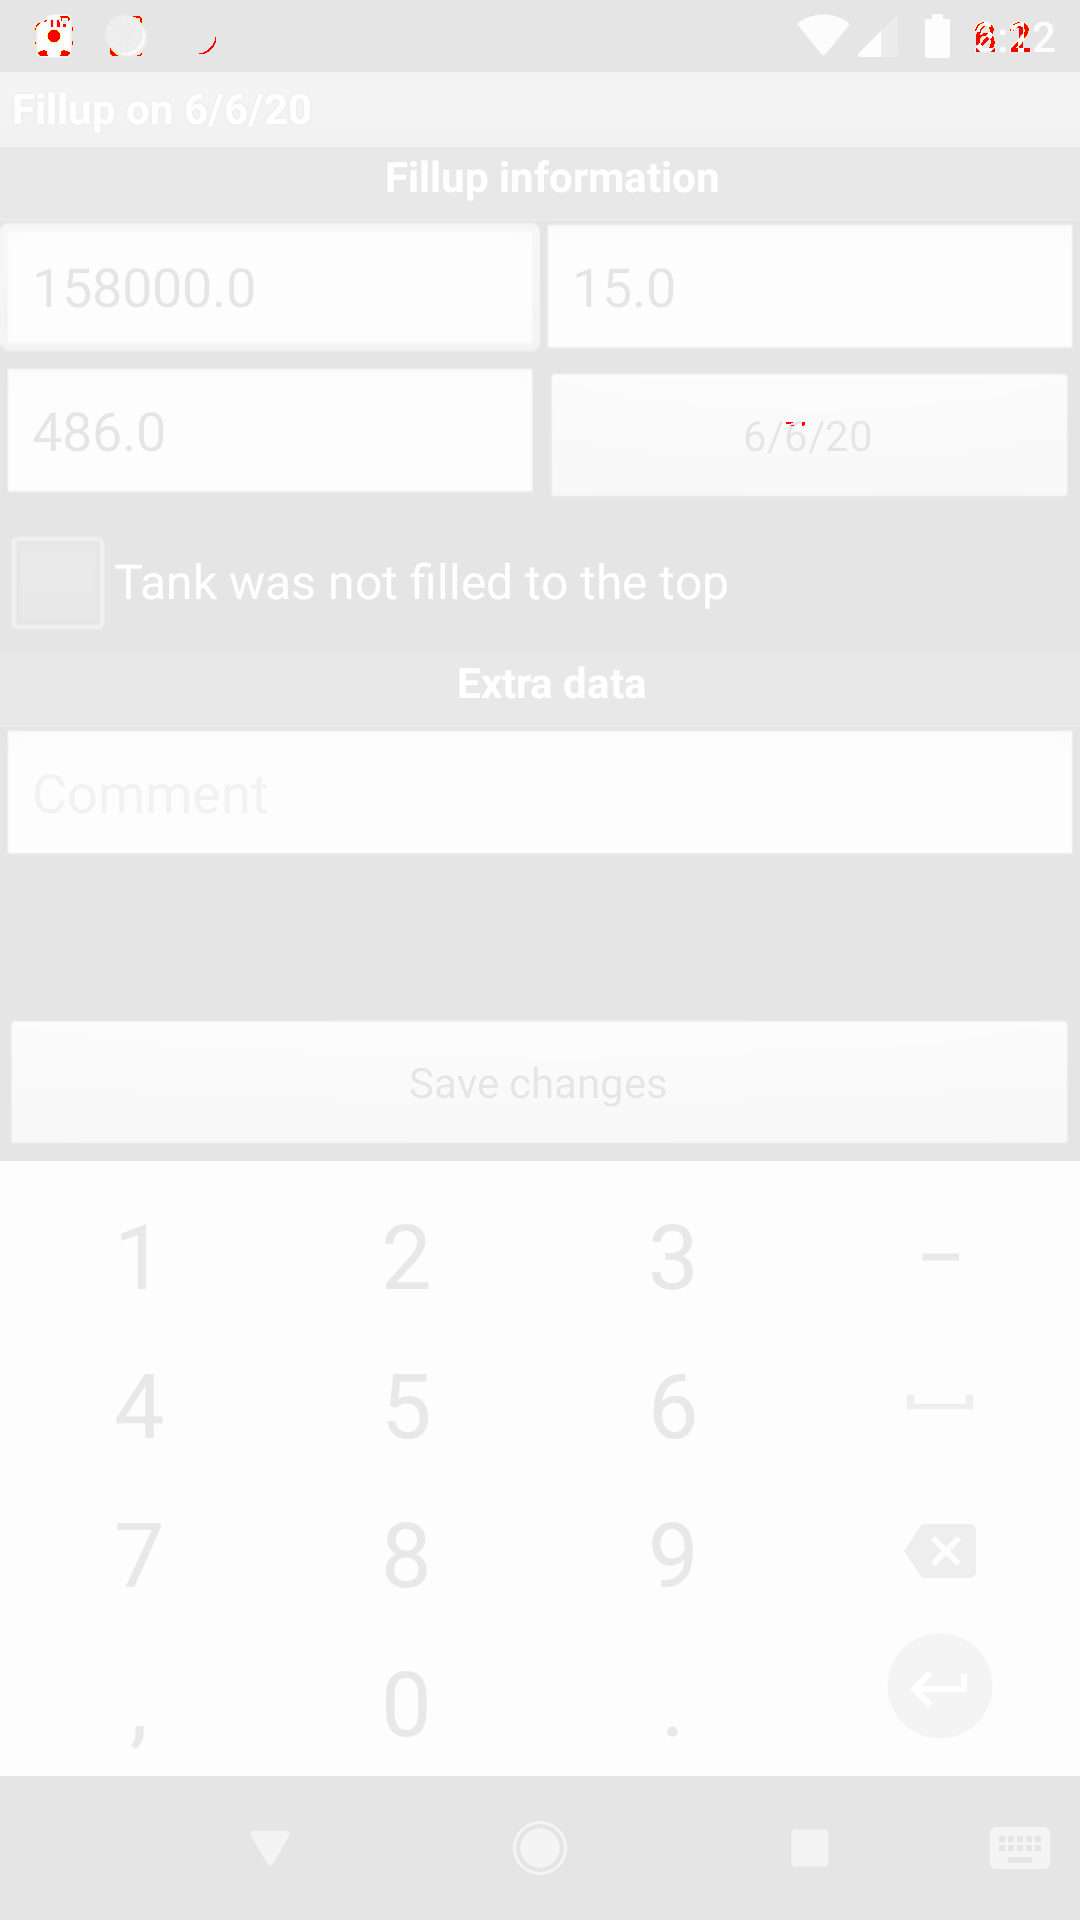 Fillup on 6/6/20
Fillup information
158000.0
15.0
486.0
6/6/20
Tank was not filled to the top
Extra data
Comment
Save changes
1 2 3 −
4 5 6
7 8 9
, 0 .